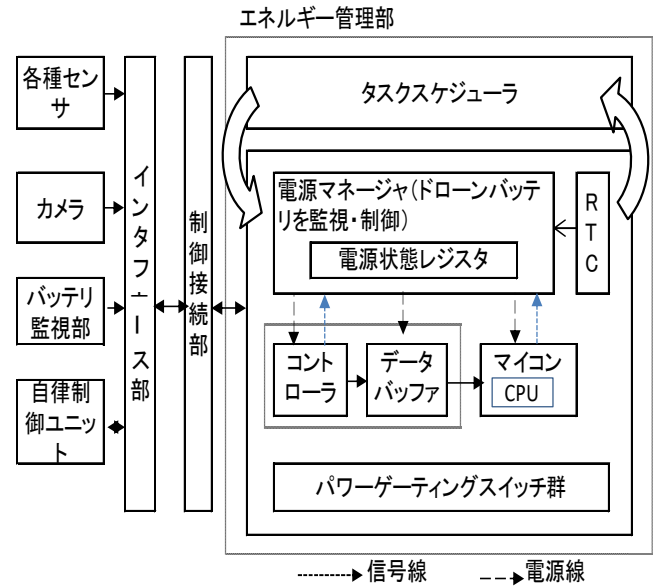 エネルギー管理部
各種セン
サ
カメラ
バッテリ
監視部
自律制
御ユニッ
ト
インタフェース部
制御接続部
タスクスケジューラ
電源マネージャ(ドローンバッテ
リを監視・制御)
電源状態レジスタ
RTC
コント
ローラ
データ
バッファ
マイコン
CPU
パワーゲーティングスイッチ群
信号線
電源線